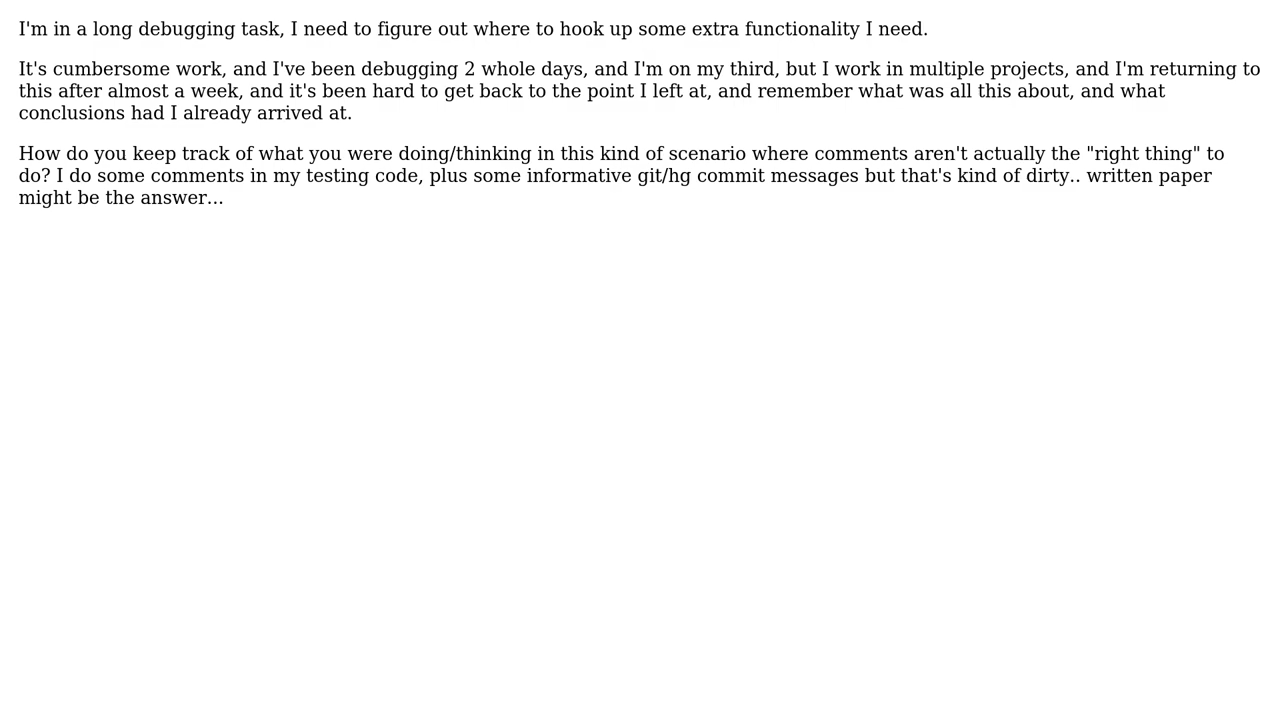 I'm in a long debugging task, I need to figure out where to hook up some extra functionality I need.
It's cumbersome work, and I've been debugging 2 whole days, and I'm on my third, but I work in multiple projects, and I'm returning to
this after almost a week, and it's been hard to get back to the point I left at, and remember what was all this about, and what
conclusions had I already arrived at.
How do you keep track of what you were doing/thinking in this kind of scenario where comments aren't actually the "right thing" to
do? I do some comments in my testing code, plus some informative git/hg commit messages but that's kind of dirty.. written paper
might be the answer...